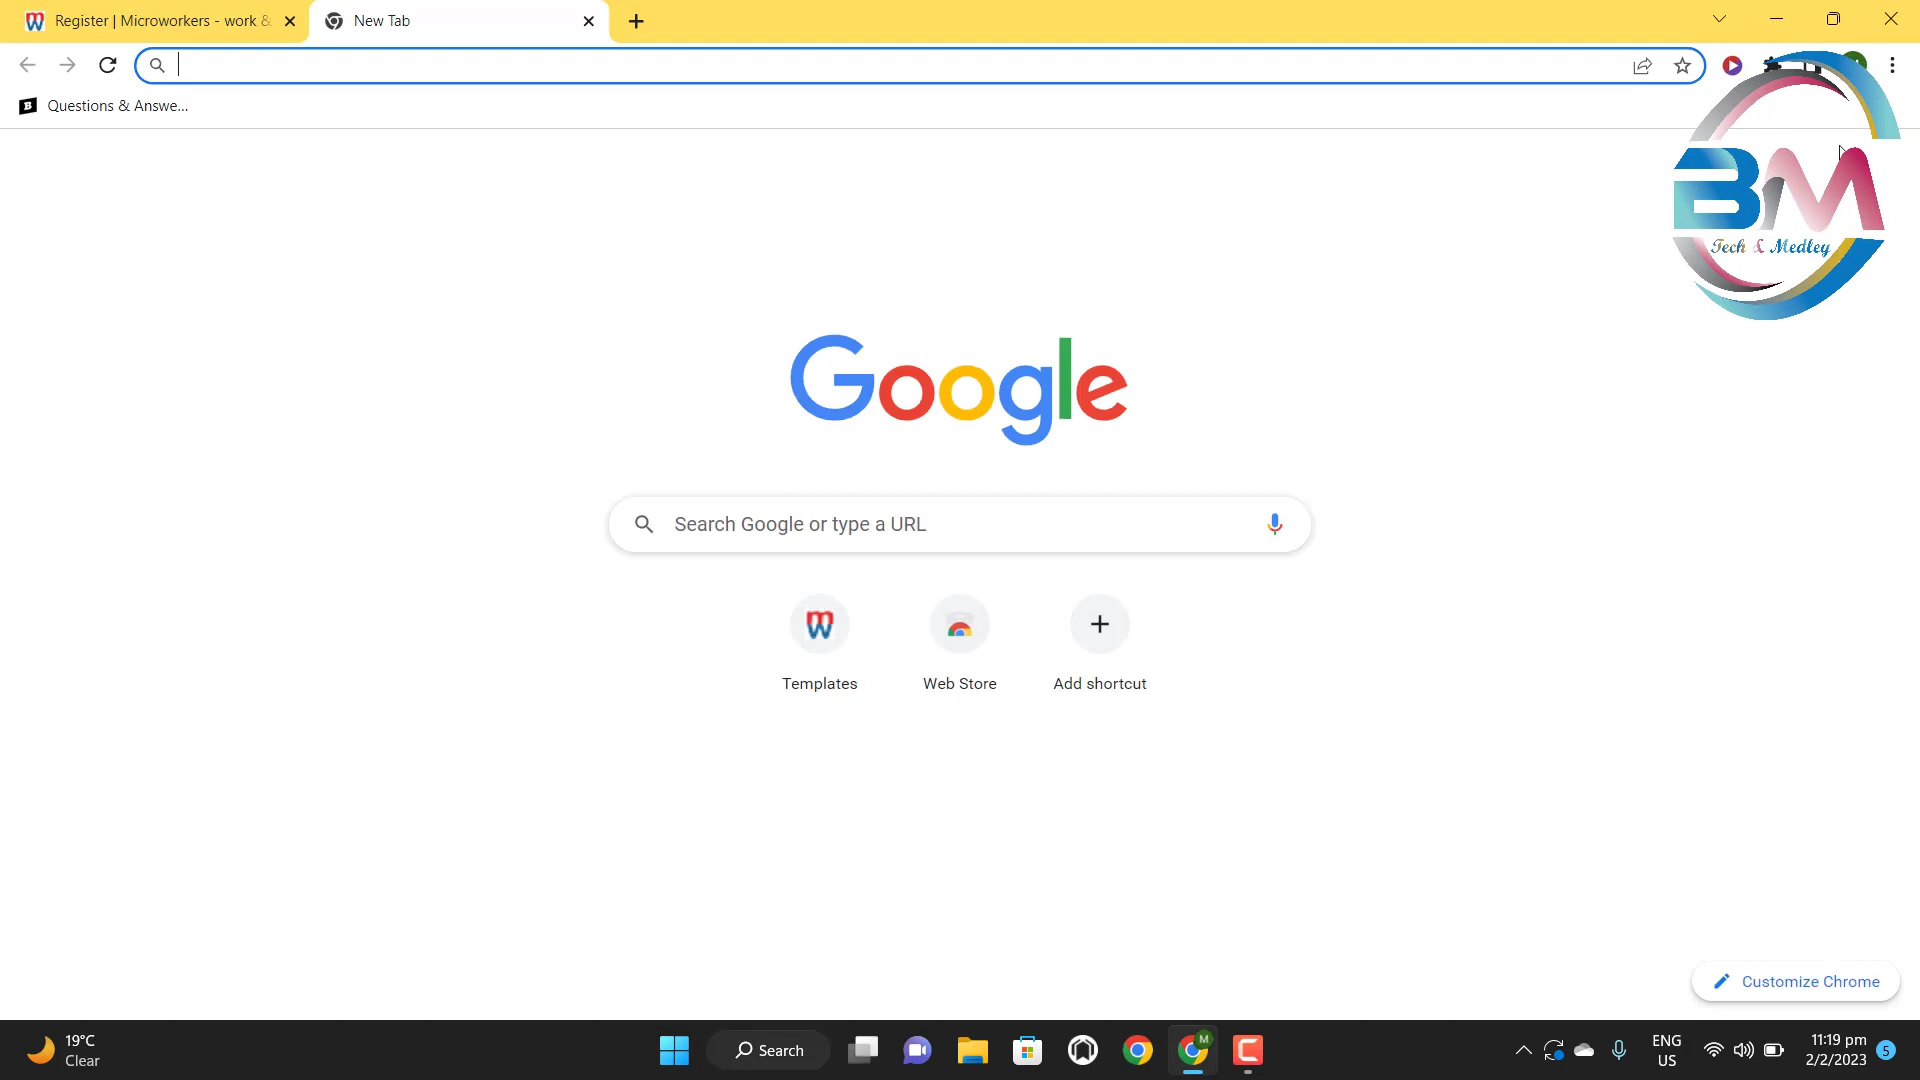 Register | Microworkers - work &
New Tab
Questions & Answe...
BM
Tech & Medley
Google
Search Google or type a URL
Templates
Web Store
Add shortcut
Customize Chrome
19°C
Clear
Search
M
ENG
US
11:19 pm
2/2/2023
5